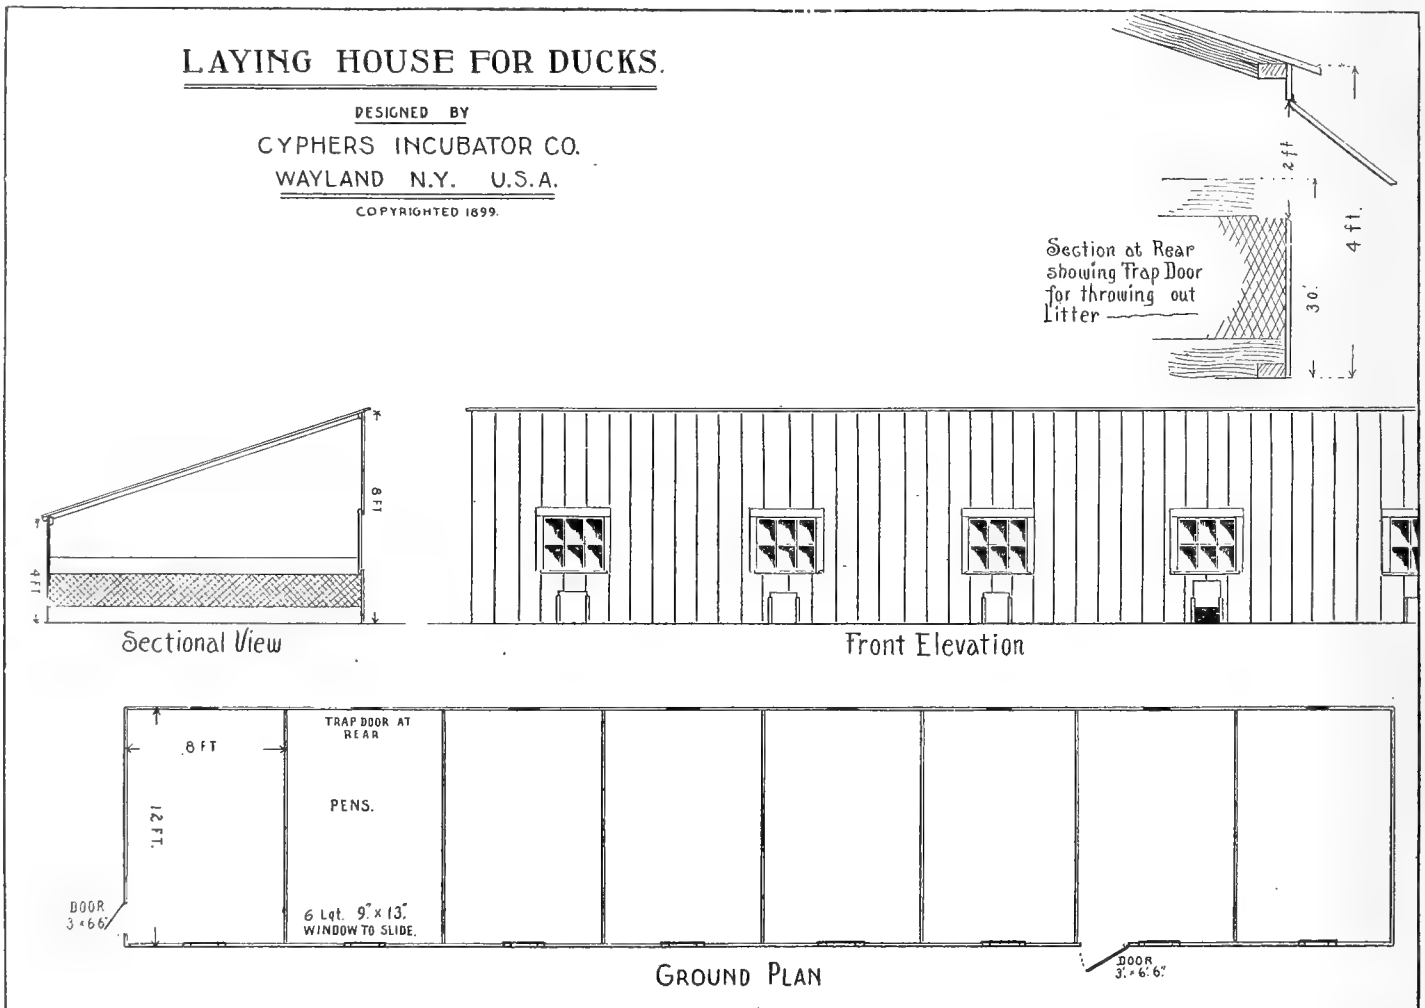 LAYING HOUSE FOR DUCKS.
DESIGNED BY
CYPHERS INCUBATOR CO.
WAYLAND N.Y. U.S.A.
COPYRIGHTED 1899.
2 ft
4 ft.
30'.
Section at Rear
showing Trap Door
for throwing out
Litter
8 FT
4 FT
Sectional View
Front Elevation
TRAP DOOR AT
REAR
8 FT
PENS.
12 FT.
DOOR
3'×6'6"
6 Lgt. 9" × 13"
WINDOW TO SLIDE.
DOOR
3'.×6'.6".
GROUND PLAN